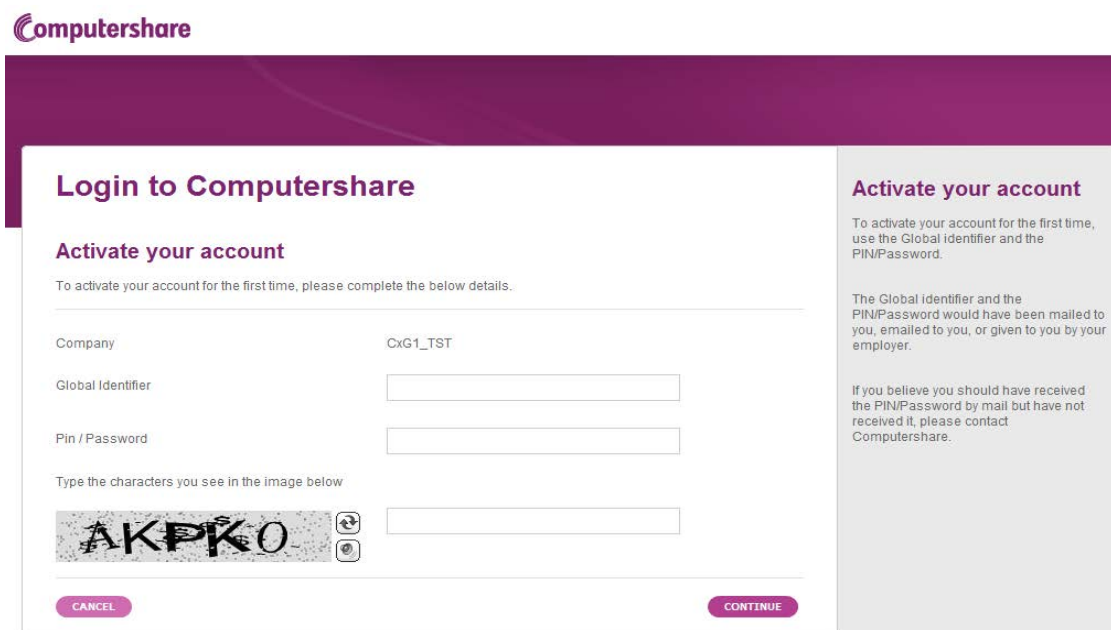 Computershare
Login to Computershare
Activate your account
To activate your account for the first time, please complete the below details.
Company CxG1_TST
Global Identifier
Pin / Password
Type the characters you see in the image below
AKPKO
CANCEL CONTINUE
Activate your account
To activate your account for the first time,
use the Global identifier and the
PIN/Password.
The Global identifier and the
PIN/Password would have been mailed to
you, emailed to you, or given to you by your
employer.
If you believe you should have received
the PIN/Password by mail but have not
received it, please contact
Computershare.